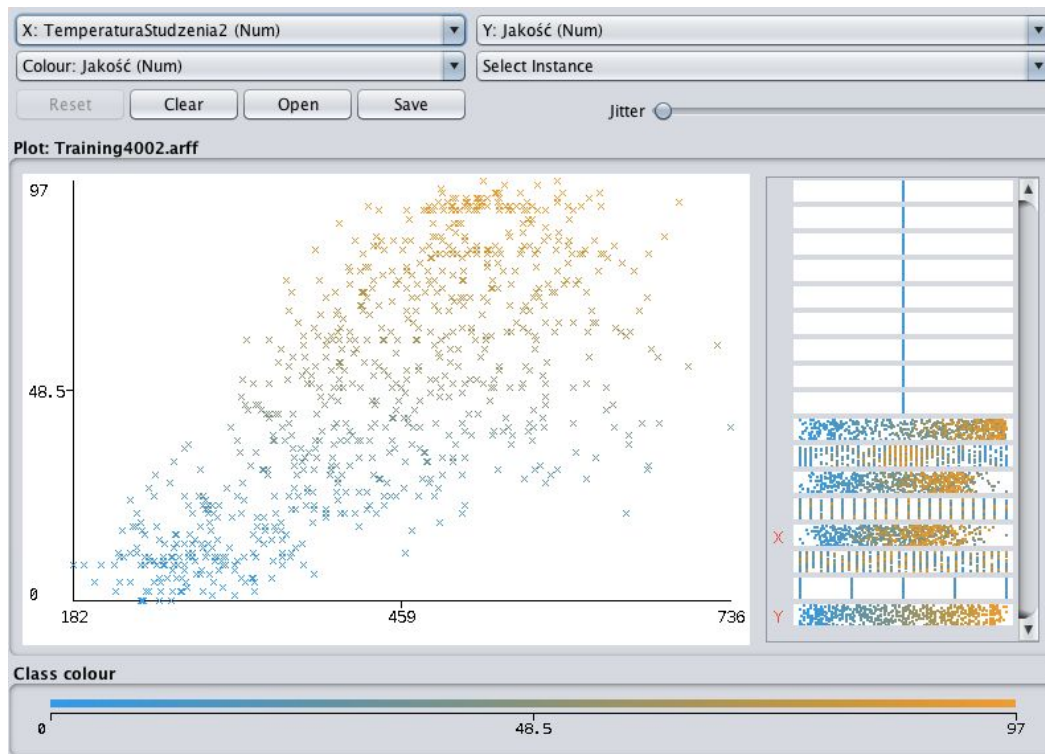 X: TemperaturaStudzenia2 (Num) Y: Jakość (Num)
Colour: Jakość (Num) Select Instance
Reset Clear Open Save Jitter
Plot: Training4002.arff
97
48.5
0
182 459 736
X
Y
Class colour
0 48.5 97